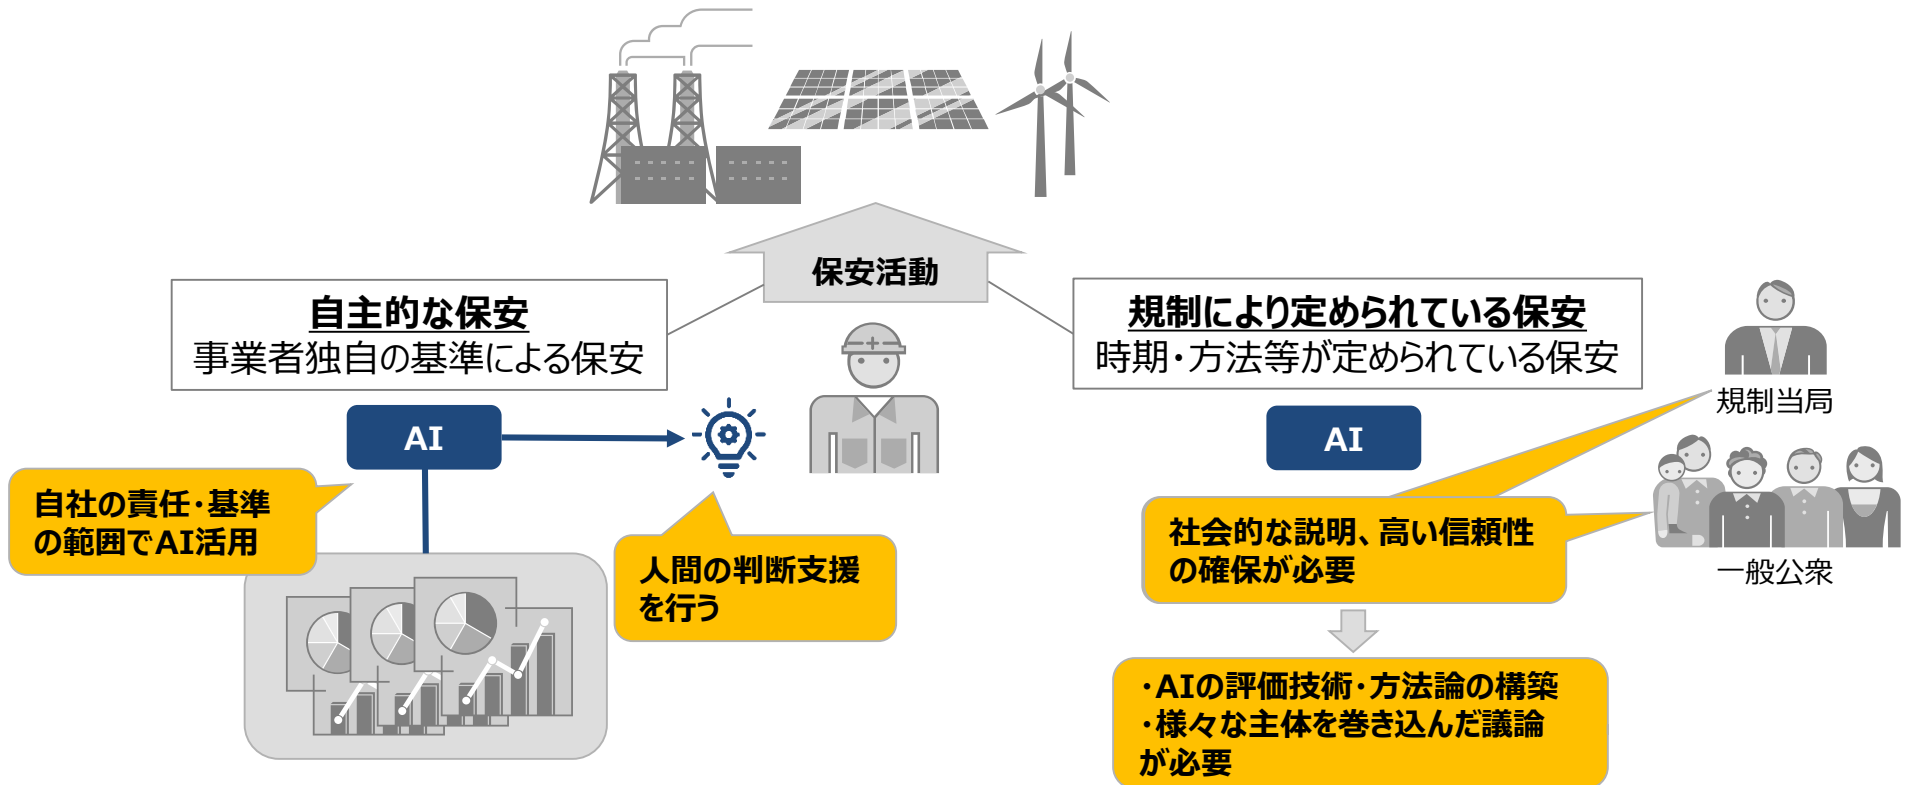 保安活動
自主的な保安
事業者独自の基準による保安
規制により定められている保安
時期・方法等が定められている保安
規制当局
AI
AI
自社の責任・基準
の範囲でAI活用
人間の判断支援
を行う
社会的な説明、高い信頼性
の確保が必要
一般公衆
・AIの評価技術・方法論の構築
・様々な主体を巻き込んだ議論
が必要